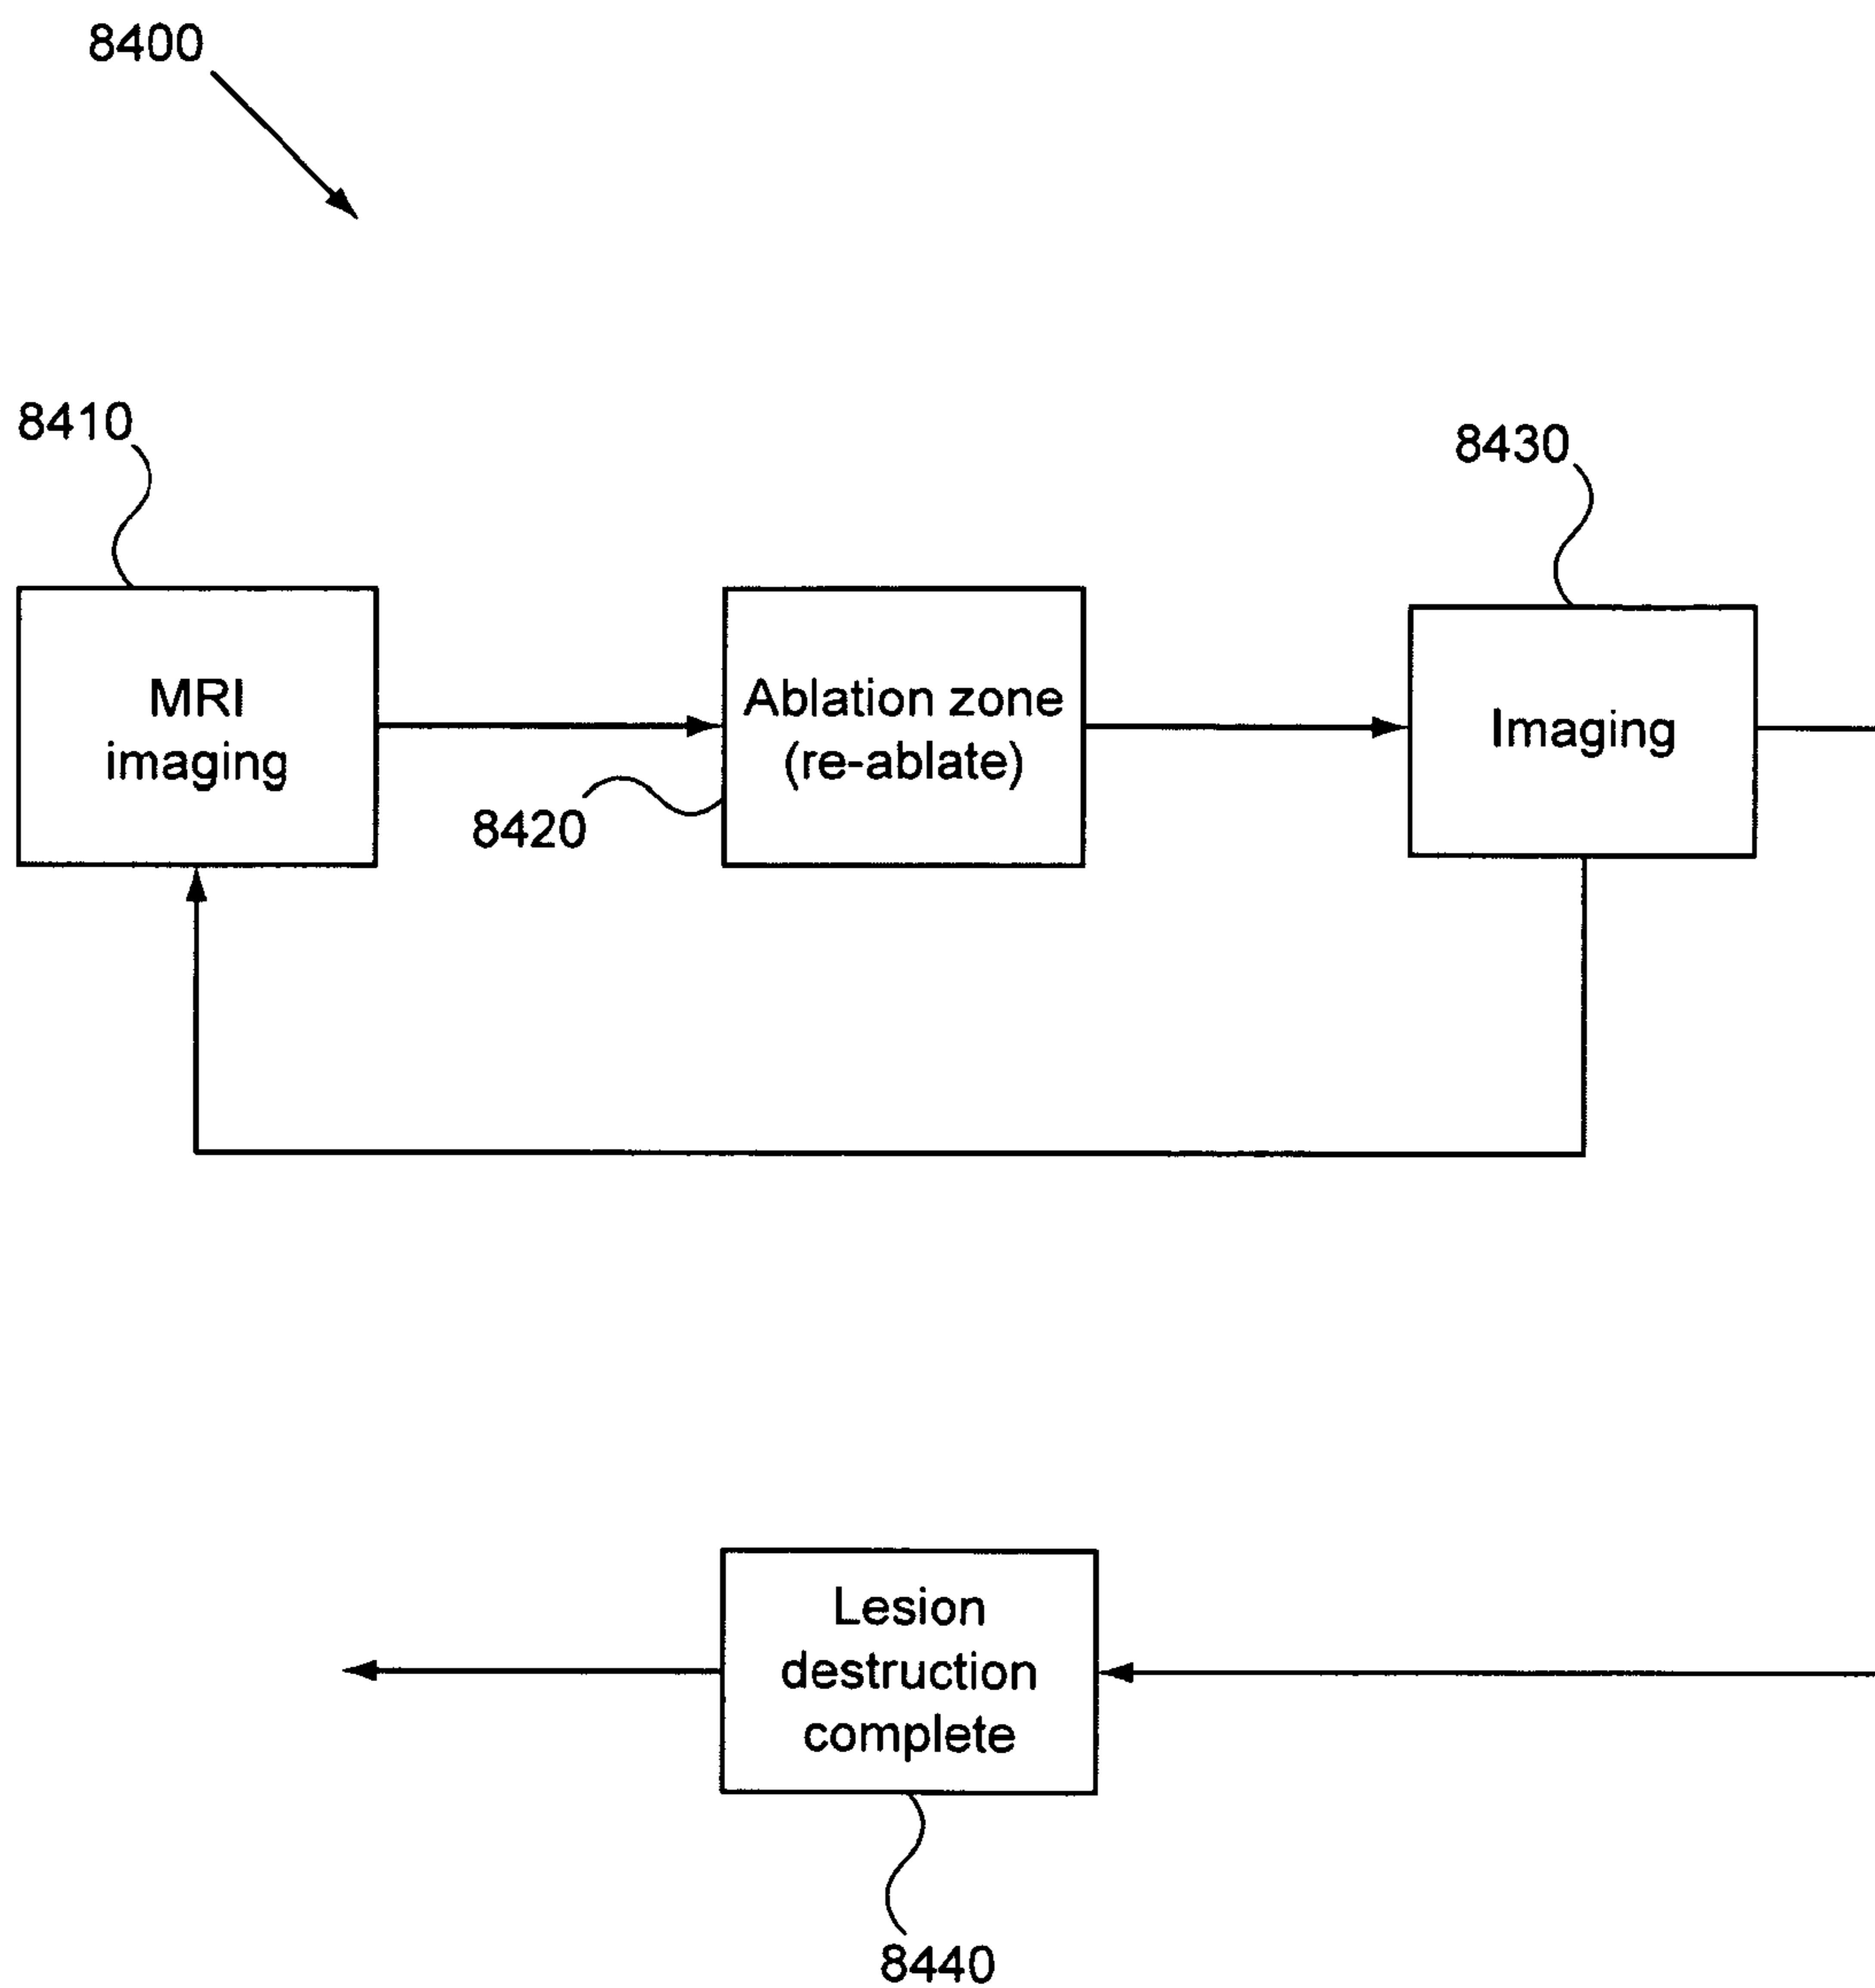 8400
8410
8430
MRI
imaging
Ablation zone
(re-ablate)
Imaging
8420
Lesion
destruction
complete
8440